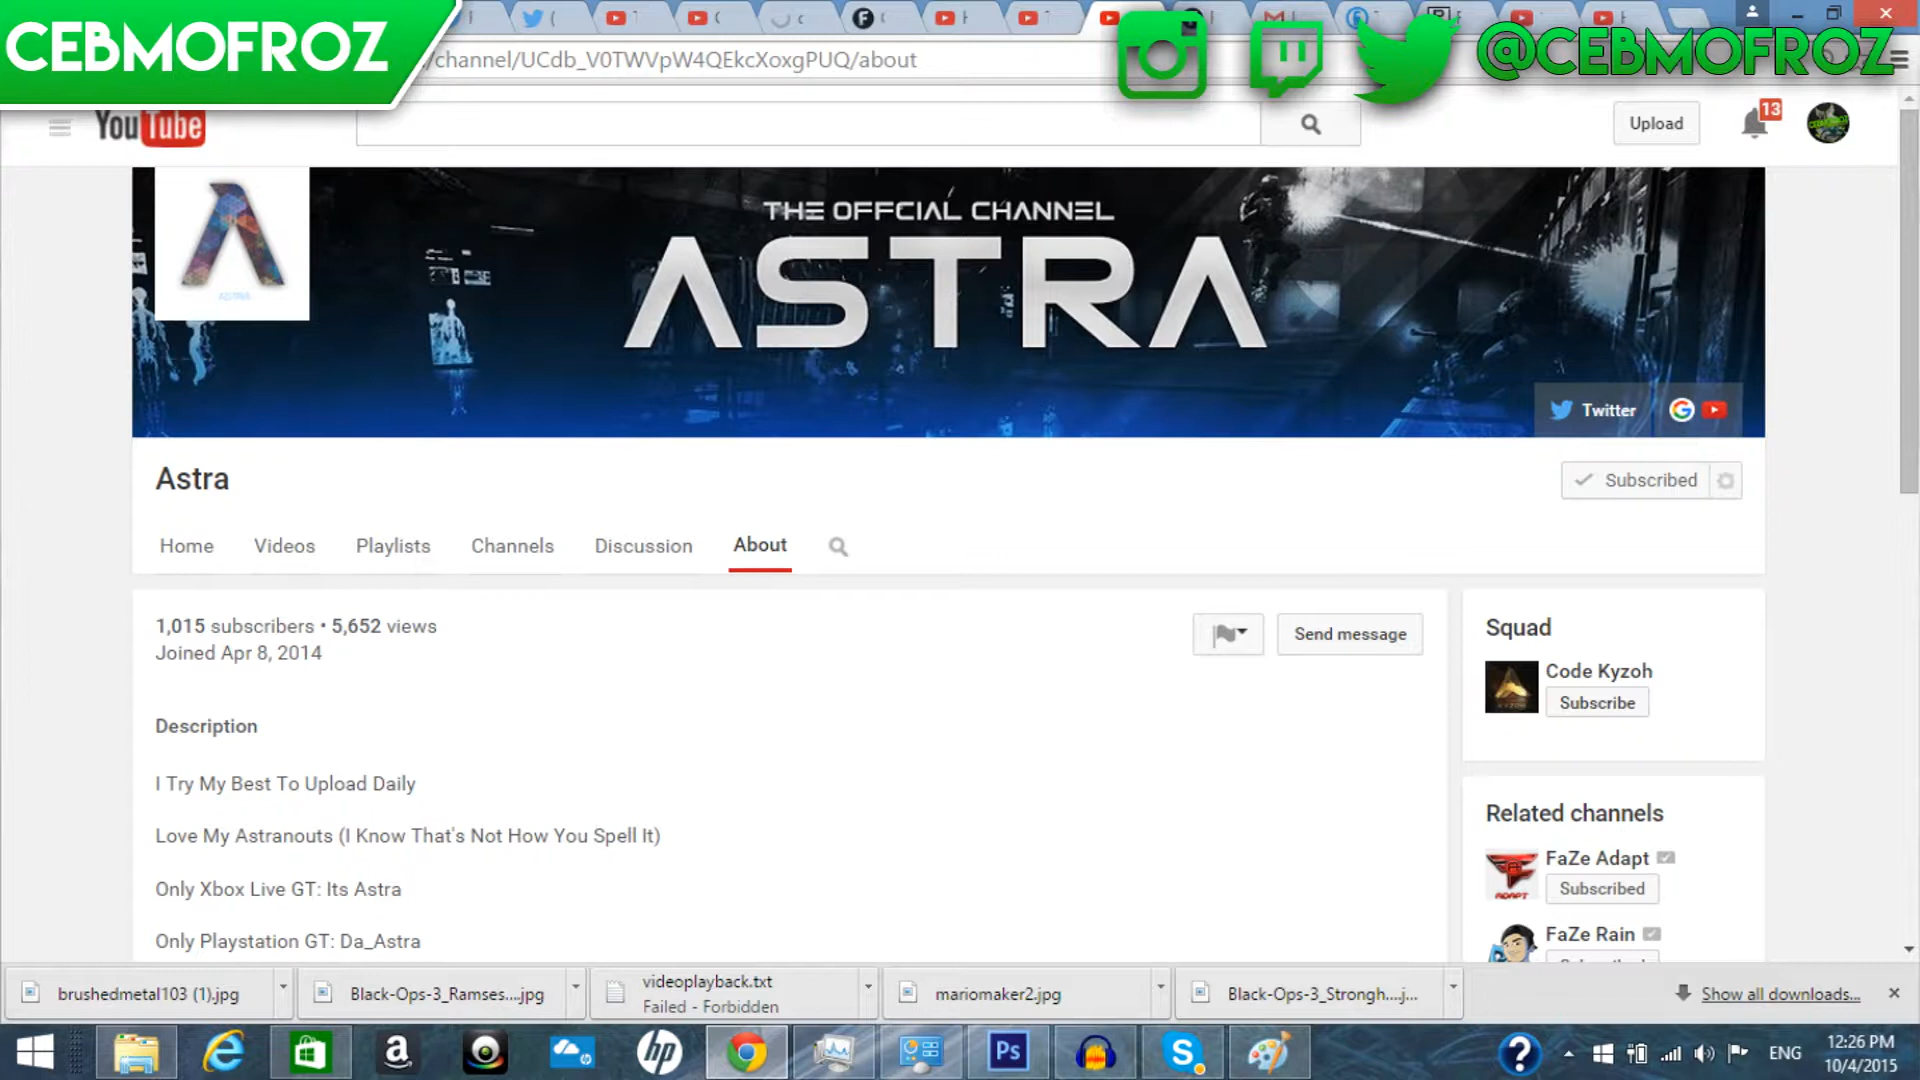 CEBMOFROZ
@CEBMOFROZ
/channel/UCdb_V0TWVpW4QEkcXoxgPUQ/about
YouTube
Upload
13
THE OFFCIAL CHANNEL
ASTRA
ASTRA
Twitter
Astra
Subscribed
Home
Videos
Playlists
Channels
Discussion
About
1,015 subscribers • 5,652 views
Joined Apr 8, 2014
Send message
Description
I Try My Best To Upload Daily
Love My Astranouts (I Know That's Not How You Spell It)
Only Xbox Live GT: Its Astra
Only Playstation GT: Da_Astra
Squad
Code Kyzoh
Subscribe
Related channels
FaZe Adapt
ADAPT
Subscribed
FaZe Rain
brushedmetal103 (1).jpg
Black-Ops-3_Ramses....jpg
videoplayback.txt
Failed - Forbidden
mariomaker2.jpg
Black-Ops-3_Strongh....j...
Show all downloads...
hp
Ps
ENG
12:26 PM
10/4/2015